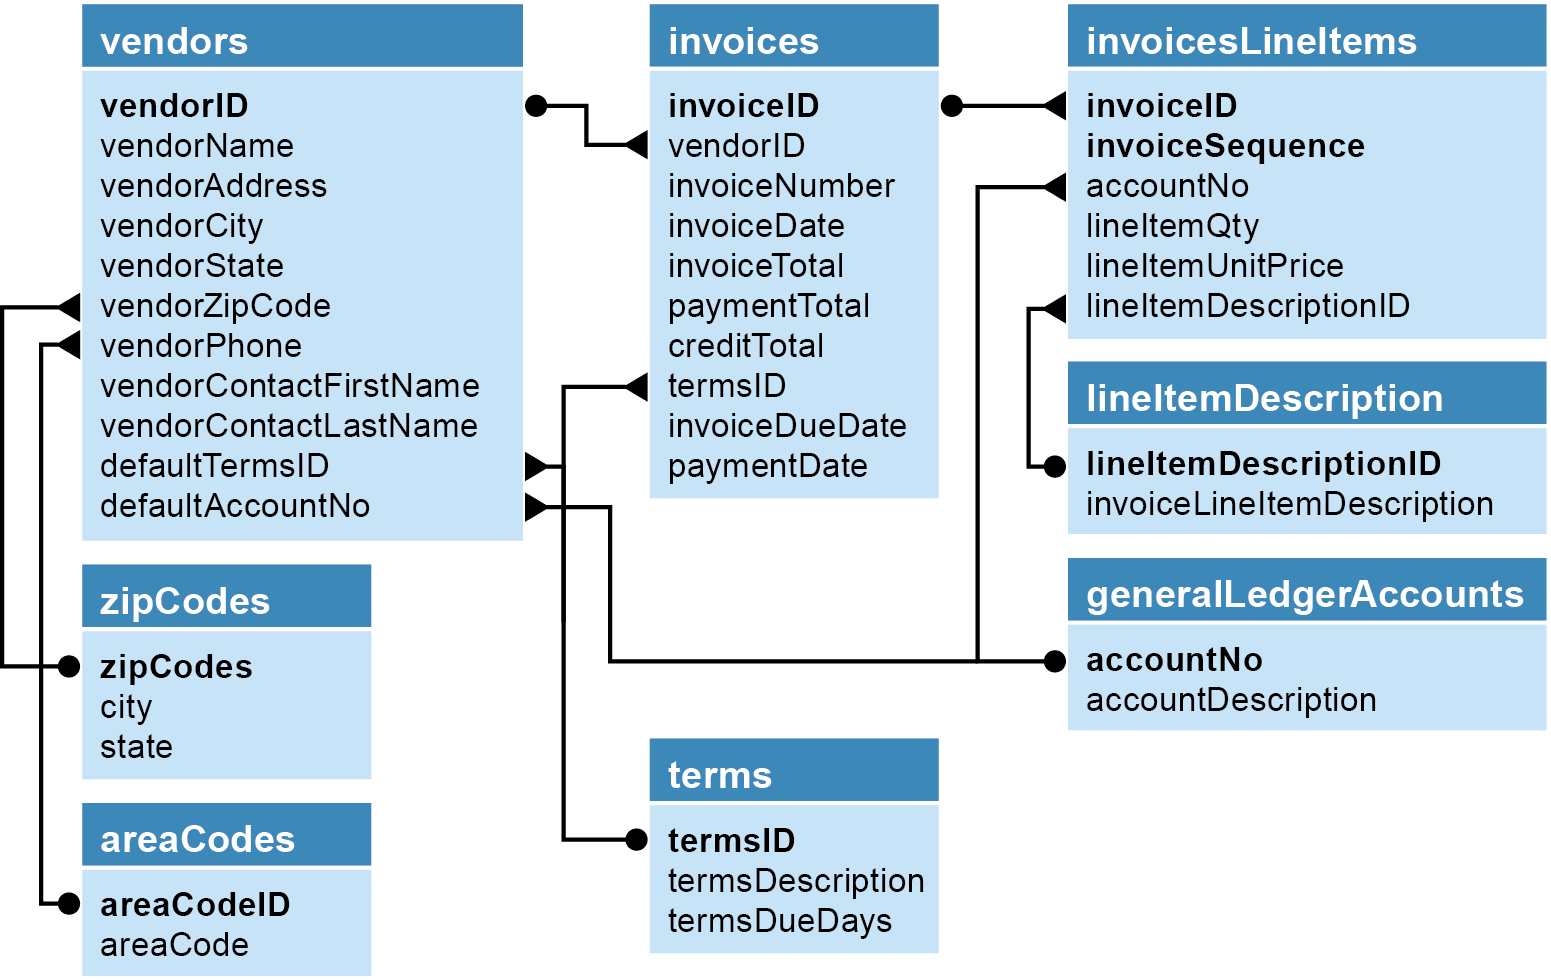 vendors
vendorID
vendorName
vendorAddress
vendorCity
vendorState
vendorZipCode
vendorPhone
vendorContactFirstName
vendorContactLastName
defaultTermsID
defaultAccountNo
zipCodes
zipCodes
city
state
areaCodes
areaCodeID
areaCode
invoices
invoiceID
vendorID
invoiceNumber
invoiceDate
invoiceTotal
paymentTotal
creditTotal
termsID
invoiceDueDate
paymentDate
terms
termsID
termsDescription
termsDueDays
invoicesLineItems
invoiceID
invoiceSequence
accountNo
lineItemQty
lineItemUnitPrice
lineItemDescriptionID
lineItemDescription
lineItemDescriptionID
invoiceLineItemDescription
generalLedgerAccounts
accountNo
accountDescription